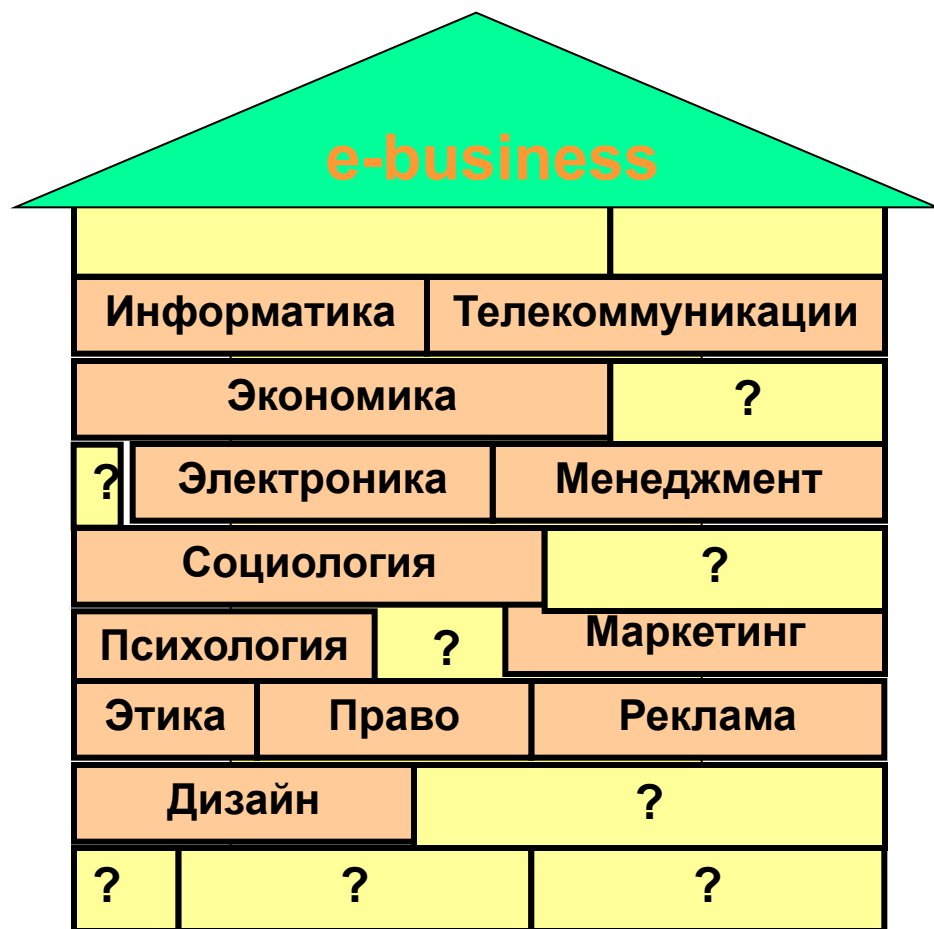 e-business
Информатика Телекоммуникации
Экономика ?
? Электроника Менеджмент
Социология ?
Психология ? Маркетинг
Этика Право Реклама
Дизайн ?
? ? ?